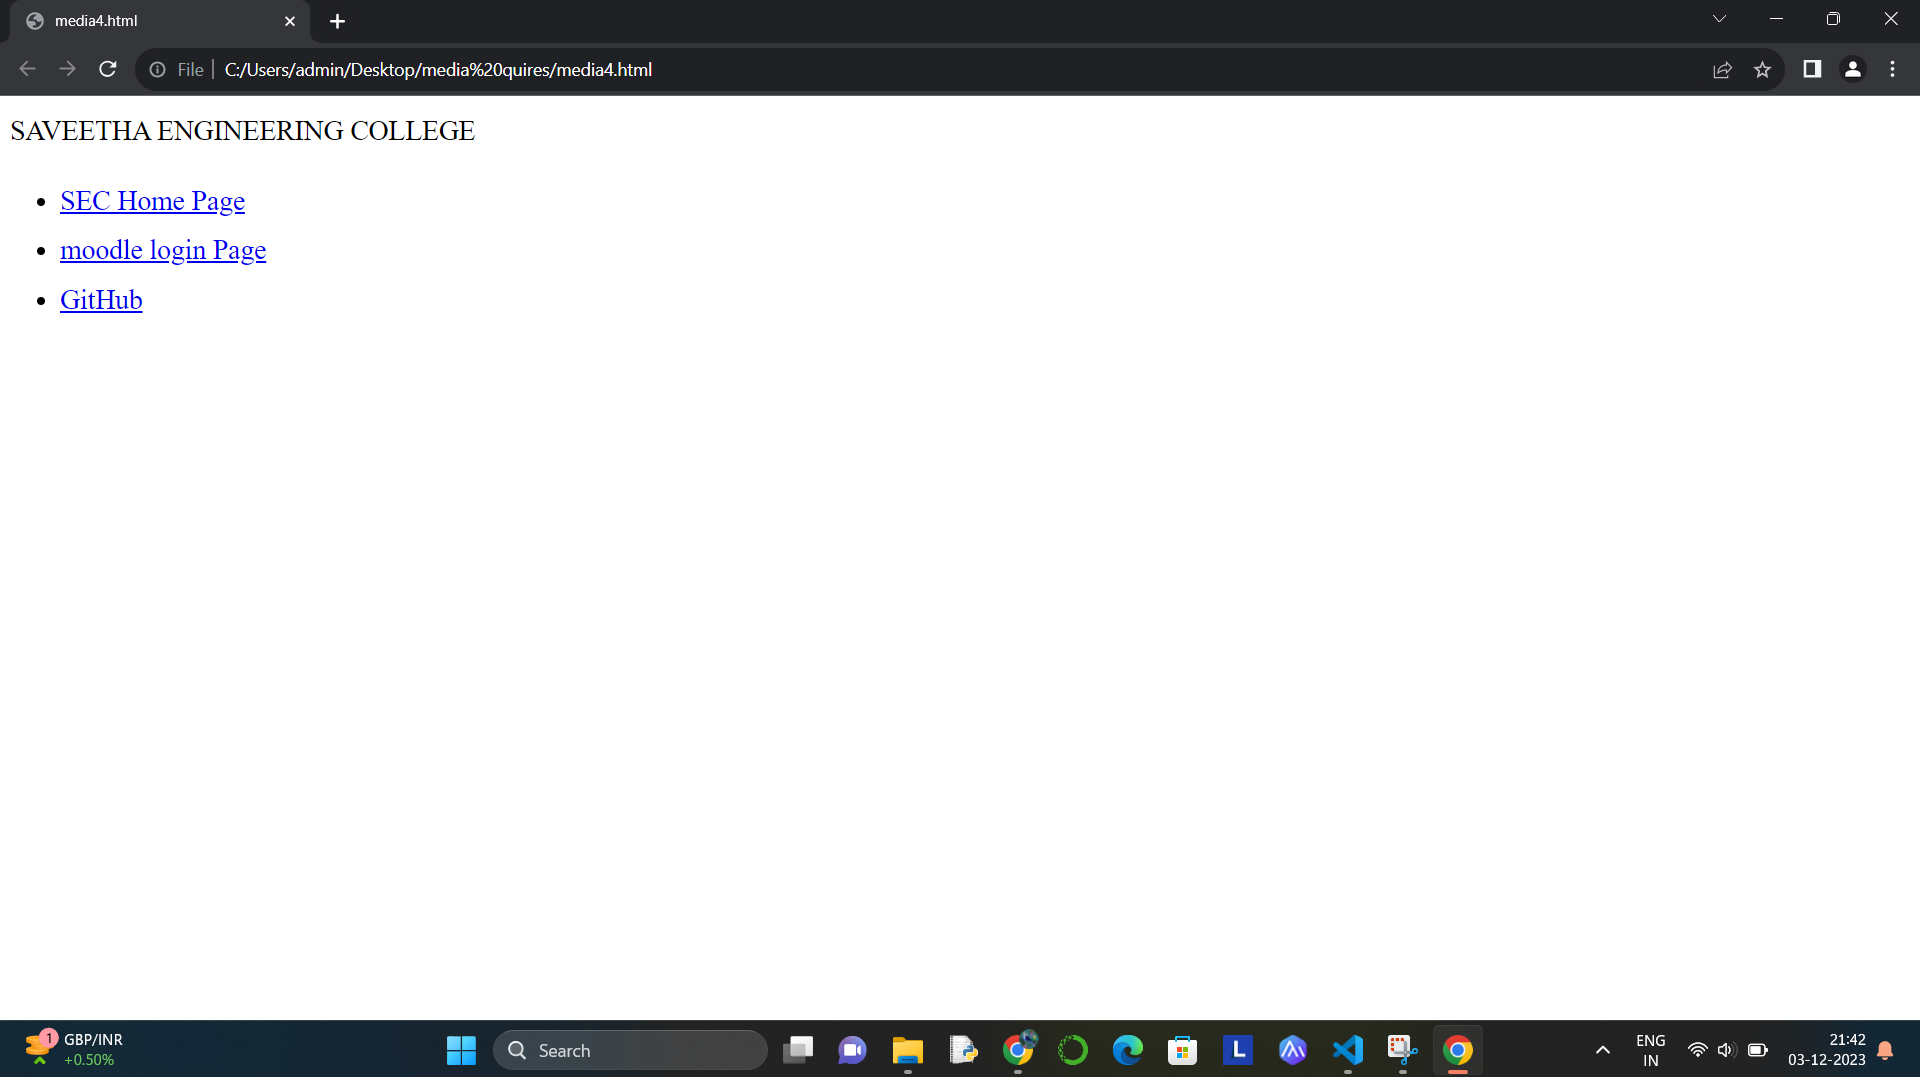 media4.html
File
C:/Users/admin/Desktop/media%20quires/media4.html
SAVEETHA ENGINEERING COLLEGE
SEC Home Page
moodle login Page
GitHub
1
GBP/INR
+0.50%
Search
L
ENG
IN
21:42
03-12-2023